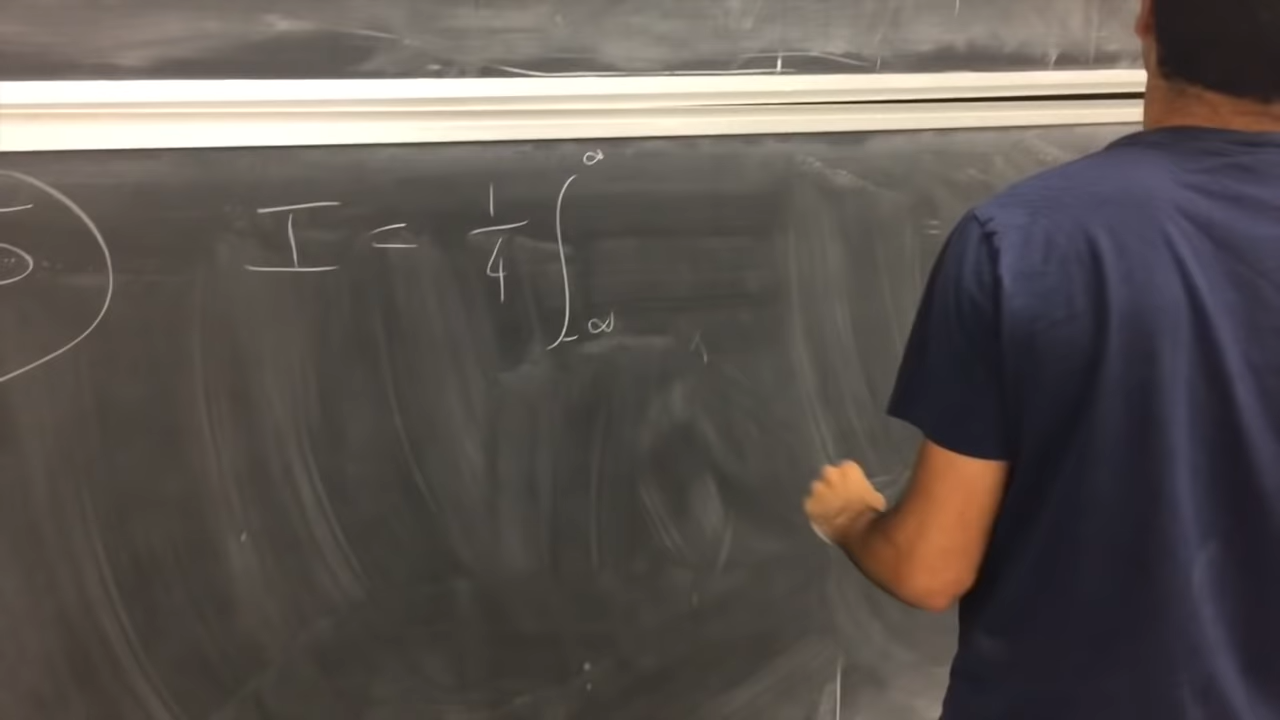 I = 1/4 ∫_{-∞}^{∞}